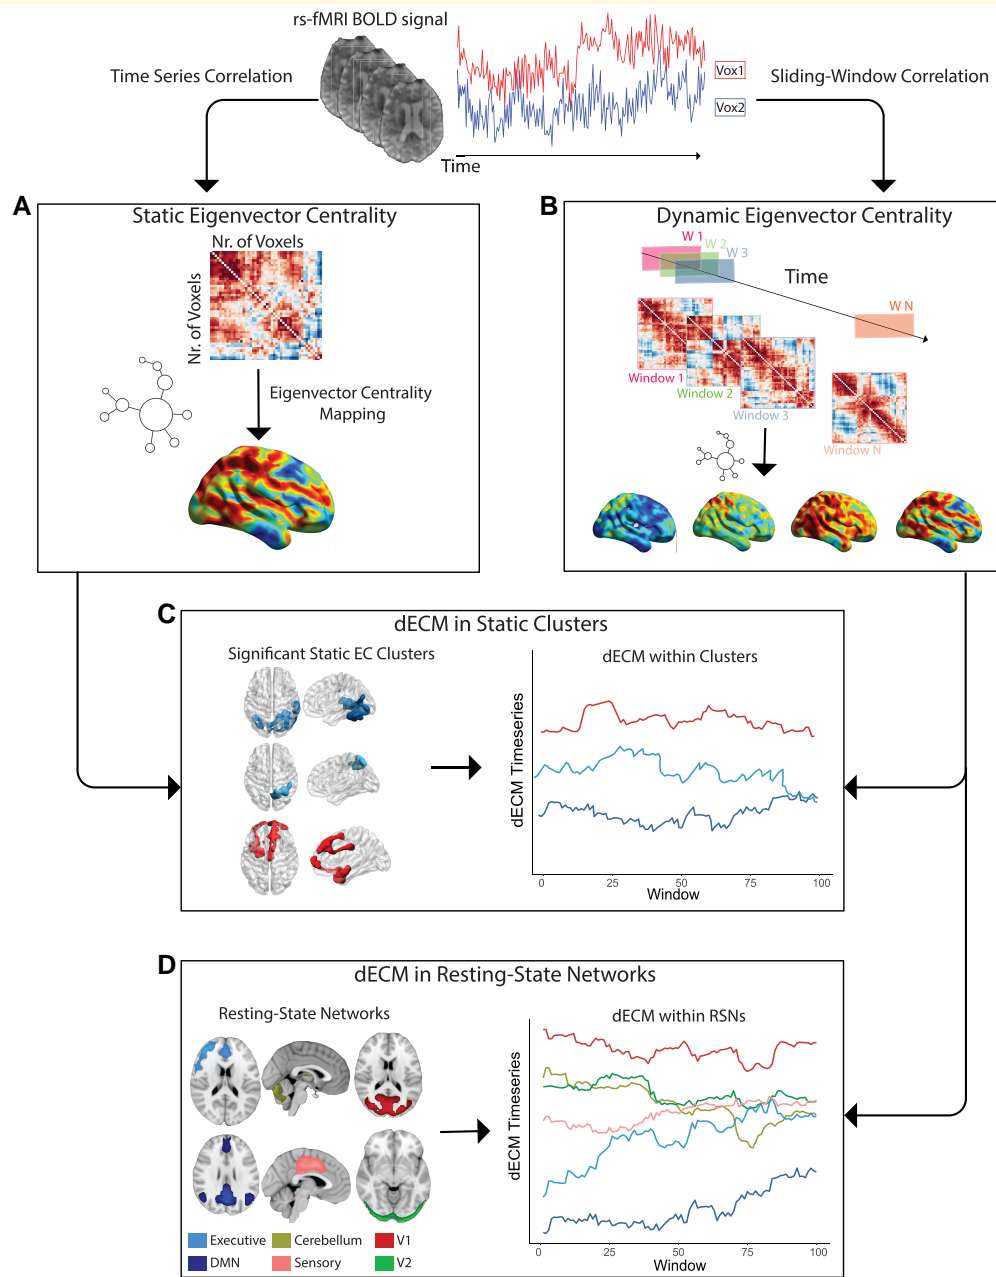 rs-fMRI BOLD signal
Time Series Correlation
Vox1
Vox2
Sliding-Window Correlation
Time
A
Static Eigenvector Centrality
Nr. of Voxels
Nr. of Voxels
Eigenvector Centrality
Mapping
B
Dynamic Eigenvector Centrality
W 1
W 2
W 3
Time
W N
Window 1
Window 2
Window 3
Window N
C
dECM in Static Clusters
Significant Static EC Clusters
dECM within Clusters
dECM Timeseries
0 25 50 75 100
Window
D
dECM in Resting-State Networks
Resting-State Networks
dECM within RSNs
dECM Timeseries
0 25 50 75 100
Window
Executive Cerebellum V1
DMN Sensory V2